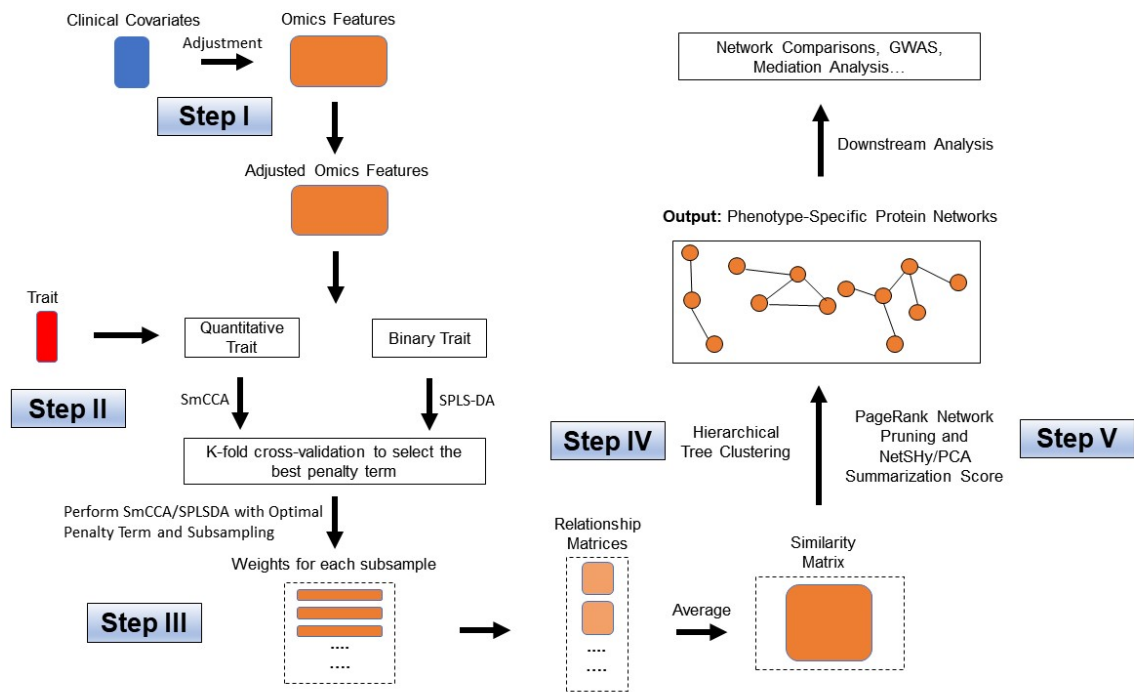 Clinical Covariates
Adjustment
Omics Features
Step I
Adjusted Omics Features
Trait
Quantitative
Trait
Binary Trait
Step II
SmCCA
SPLS-DA
K-fold cross-validation to select the
best penalty term
Perform SmCCA/SPLSDA with Optimal
Penalty Term and Subsampling
Weights for each subsample
....
....
Step III
Relationship
Matrices
....
....
Average
Similarity
Matrix
Step IV
Hierarchical
Tree Clustering
PageRank Network
Pruning and
NetSHy/PCA
Summarization Score
Step V
Output: Phenotype-Specific Protein Networks
Downstream Analysis
Network Comparisons, GWAS,
Mediation Analysis…